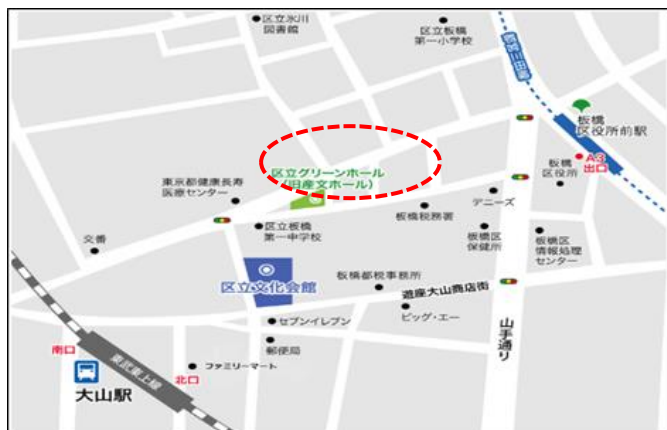 区立氷川
図書館
区立板橋
第一小学校
都営三田線
板橋
区役所前駅
A3
出口
板橋
区役所
区立グリーンホール
（旧産文ホール）
東京都健康長寿
医療センター
デニーズ
板橋税務署
区立板橋
第一中学校
板橋区
保健所
板橋区
情報処理
センター
交番
区立文化会館
板橋都税事務所
遊座大山商店街
ビッグ・エー
セブンイレブン
山手通り
郵便局
南口
東武東上線
ファミリーマート
北口
大山駅